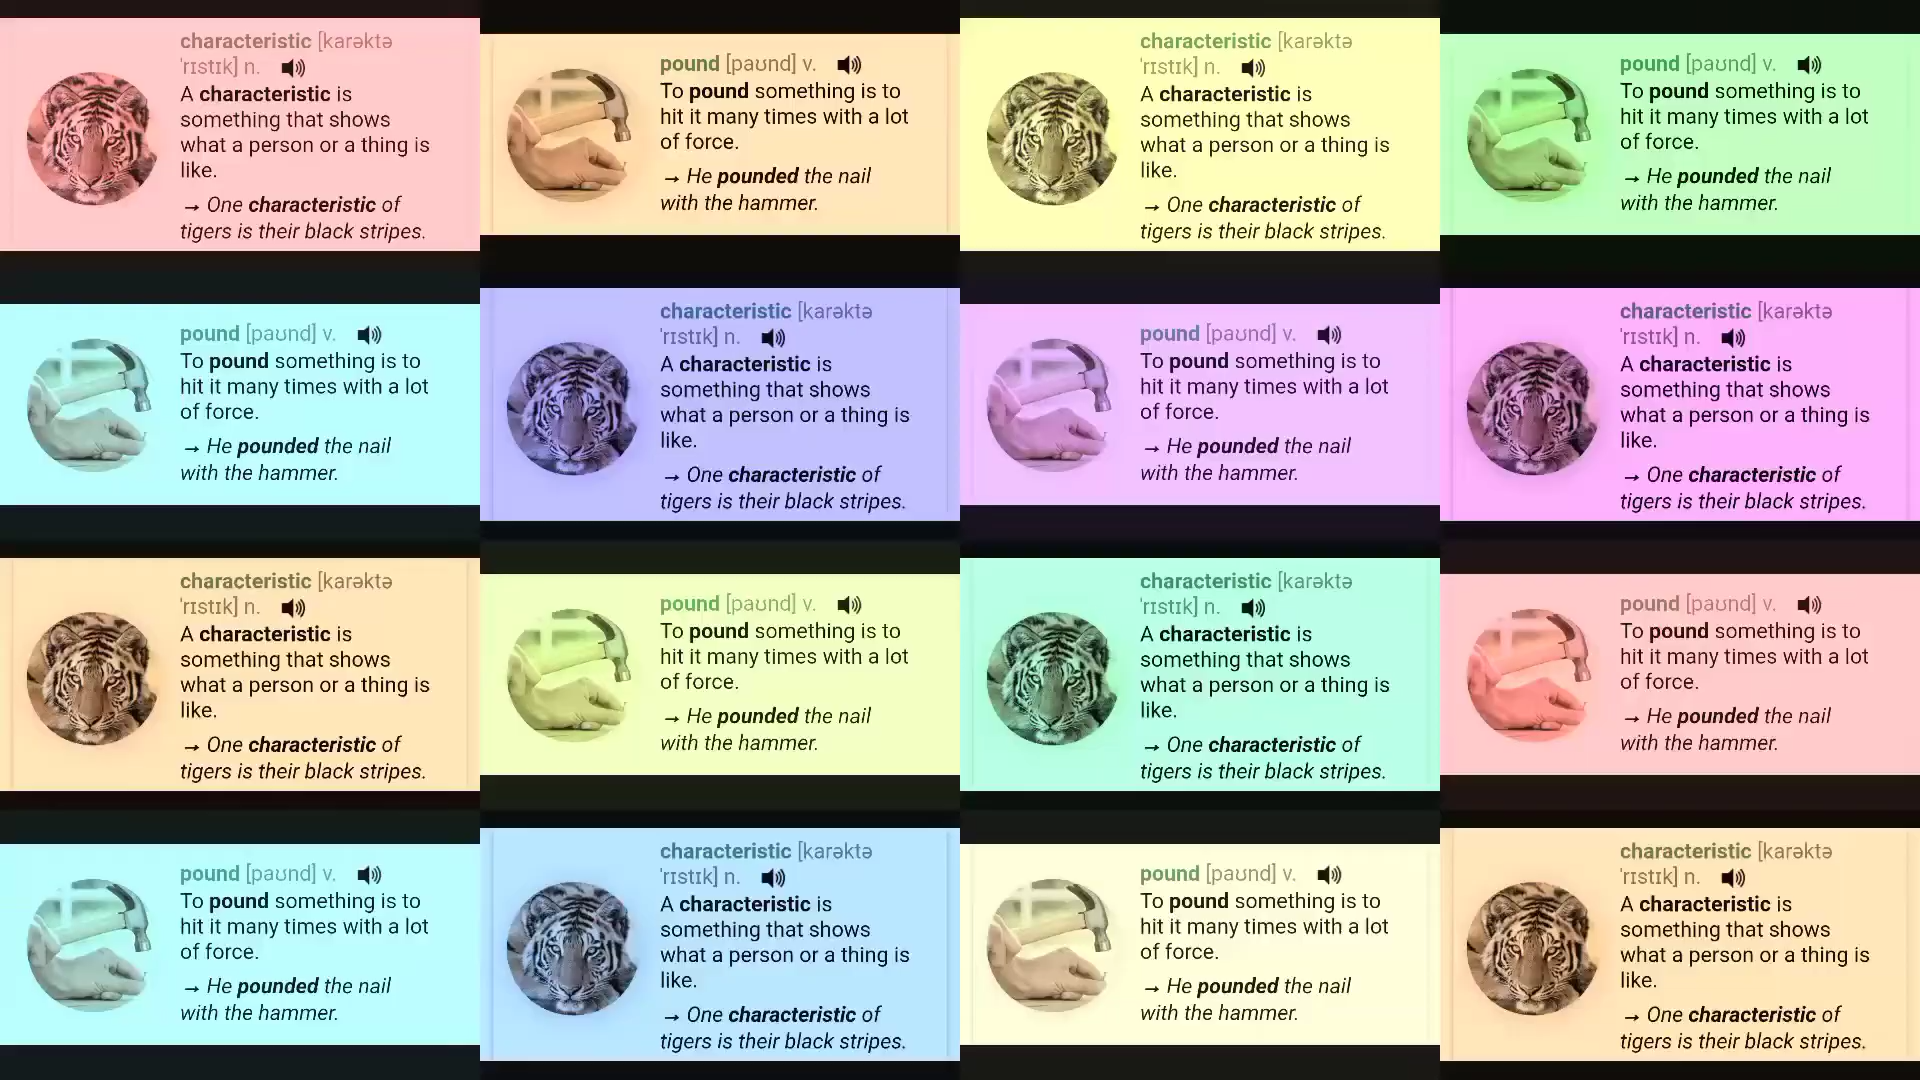 characteristic [karəktə
ˈrɪstɪk] n.
A characteristic is
something that shows
what a person or a thing is
like.
→ One characteristic of
tigers is their black stripes.
pound [paʊnd] v.
To pound something is to
hit it many times with a lot
of force.
→ He pounded the nail
with the hammer.
characteristic [karəktə
ˈrɪstɪk] n.
A characteristic is
something that shows
what a person or a thing is
like.
→ One characteristic of
tigers is their black stripes.
pound [paʊnd] v.
To pound something is to
hit it many times with a lot
of force.
→ He pounded the nail
with the hammer.
pound [paʊnd] v.
To pound something is to
hit it many times with a lot
of force.
→ He pounded the nail
with the hammer.
characteristic [karəktə
ˈrɪstɪk] n.
A characteristic is
something that shows
what a person or a thing is
like.
→ One characteristic of
tigers is their black stripes.
pound [paʊnd] v.
To pound something is to
hit it many times with a lot
of force.
→ He pounded the nail
with the hammer.
characteristic [karəktə
ˈrɪstɪk] n.
A characteristic is
something that shows
what a person or a thing is
like.
→ One characteristic of
tigers is their black stripes.
characteristic [karəktə
ˈrɪstɪk] n.
A characteristic is
something that shows
what a person or a thing is
like.
→ One characteristic of
tigers is their black stripes.
pound [paʊnd] v.
To pound something is to
hit it many times with a lot
of force.
→ He pounded the nail
with the hammer.
characteristic [karəktə
ˈrɪstɪk] n.
A characteristic is
something that shows
what a person or a thing is
like.
→ One characteristic of
tigers is their black stripes.
pound [paʊnd] v.
To pound something is to
hit it many times with a lot
of force.
→ He pounded the nail
with the hammer.
pound [paʊnd] v.
To pound something is to
hit it many times with a lot
of force.
→ He pounded the nail
with the hammer.
characteristic [karəktə
ˈrɪstɪk] n.
A characteristic is
something that shows
what a person or a thing is
like.
→ One characteristic of
tigers is their black stripes.
pound [paʊnd] v.
To pound something is to
hit it many times with a lot
of force.
→ He pounded the nail
with the hammer.
characteristic [karəktə
ˈrɪstɪk] n.
A characteristic is
something that shows
what a person or a thing is
like.
→ One characteristic of
tigers is their black stripes.